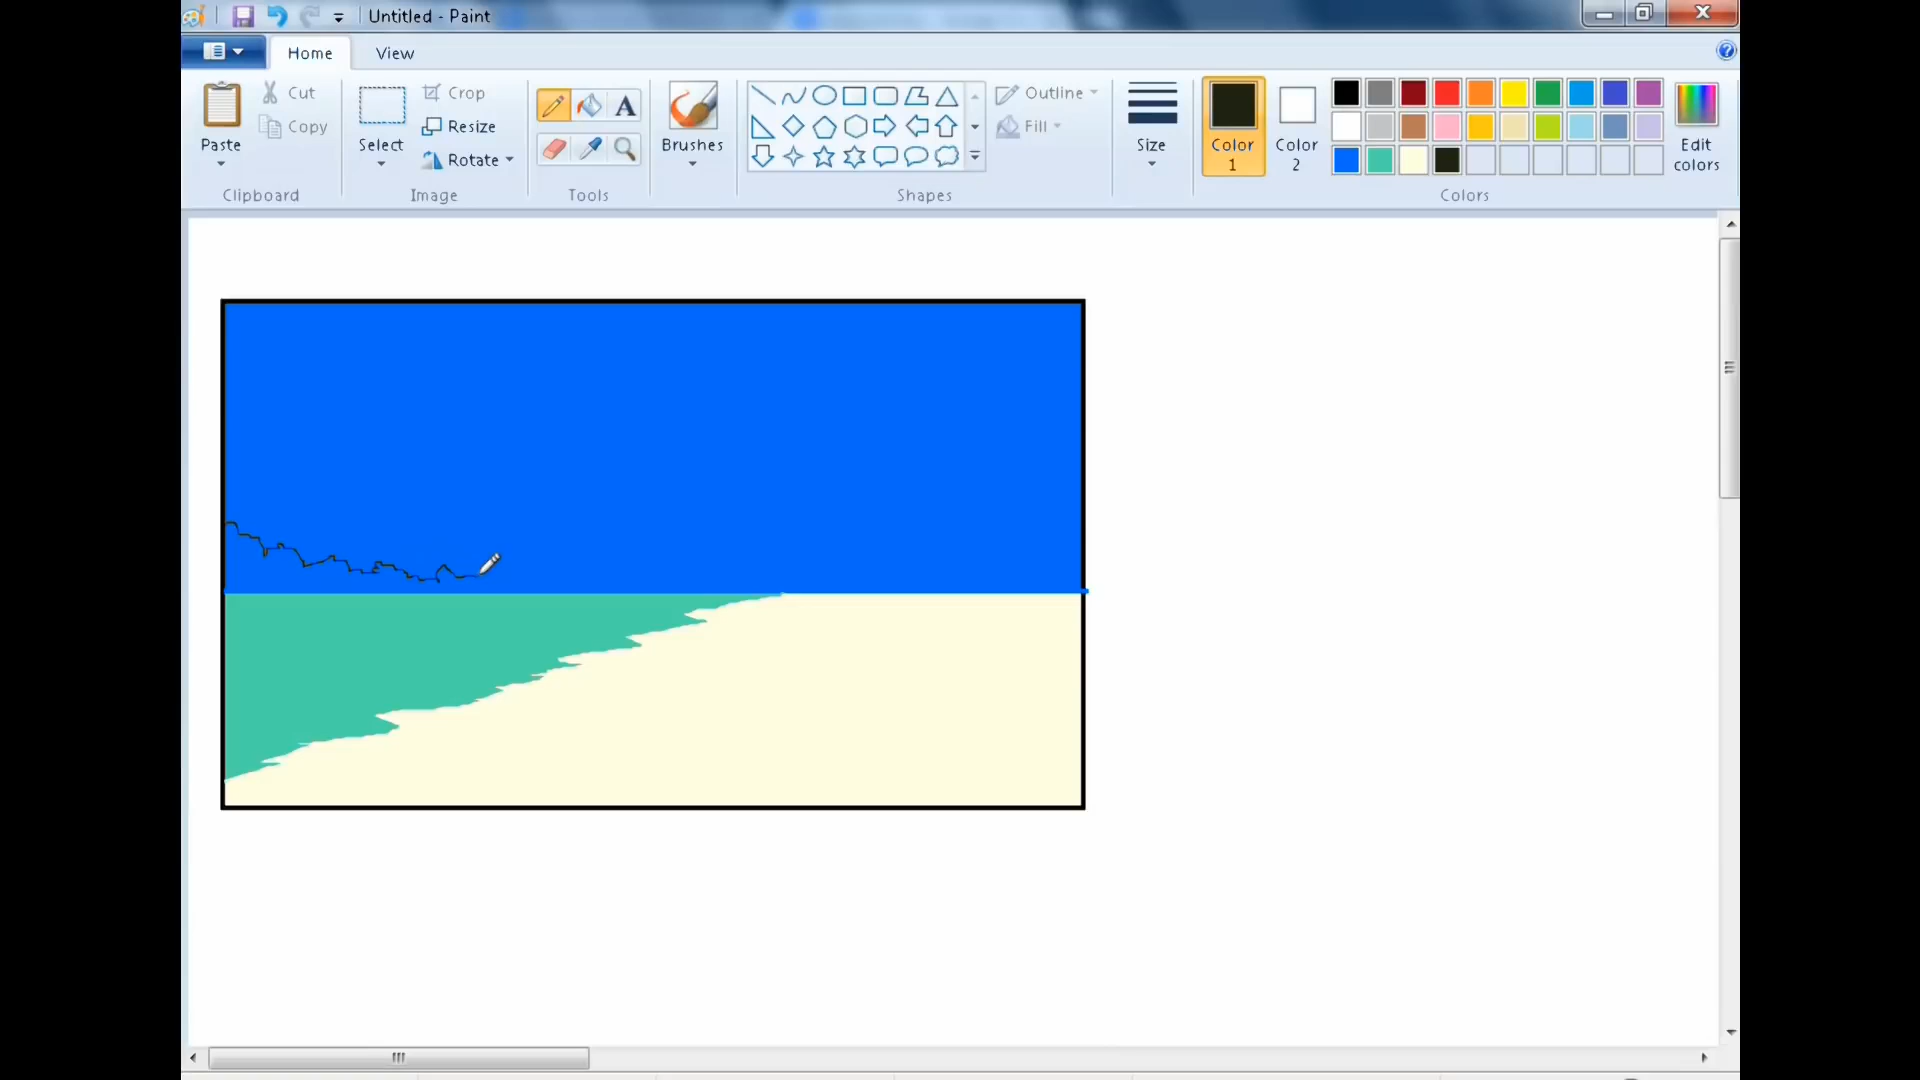 Untitled - Paint
Home
View
Paste
Cut
Copy
Clipboard
Select
Crop
Resize
Rotate
Image
A
Tools
Brushes
Outline
Fill
Shapes
Size
Color
1
Color
2
Edit
colors
Colors